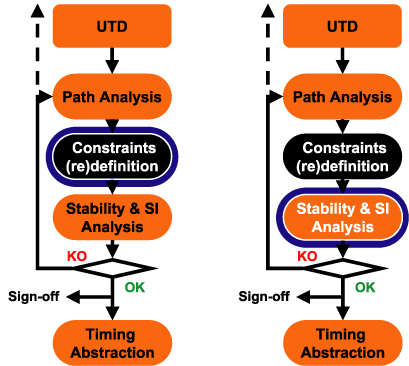 UTD
Path Analysis
Constraints
(re)definition
Stability & SI
Analysis
KO
OK
Sign-off
Timing
Abstraction
UTD
Path Analysis
Constraints
(re)definition
Stability & SI
Analysis
KO
OK
Sign-off
Timing
Abstraction